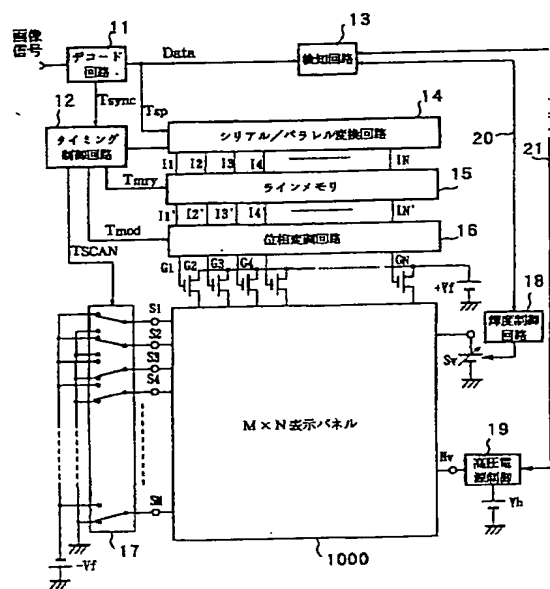 画像
信号
11
デコード
回路
Data
13
検知回路
12
Tsync
Tsp
14
タイミング
制御回路
シリアル／パラレル変換回路
20
21
I1 I2 I3 I4 IN
Tmry
ラインメモリ
15
I1' I2' I3' I4' IN'
Tmod
位相変調回路
16
TSCAN
G1 G2 G3 G4 GN
+Vf
18
輝度制御
回路
S1
S2
S3
S4
Sv
M×N表示パネル
19
Hv
高圧電
源制御
SM
Vh
17
-Vf
1000